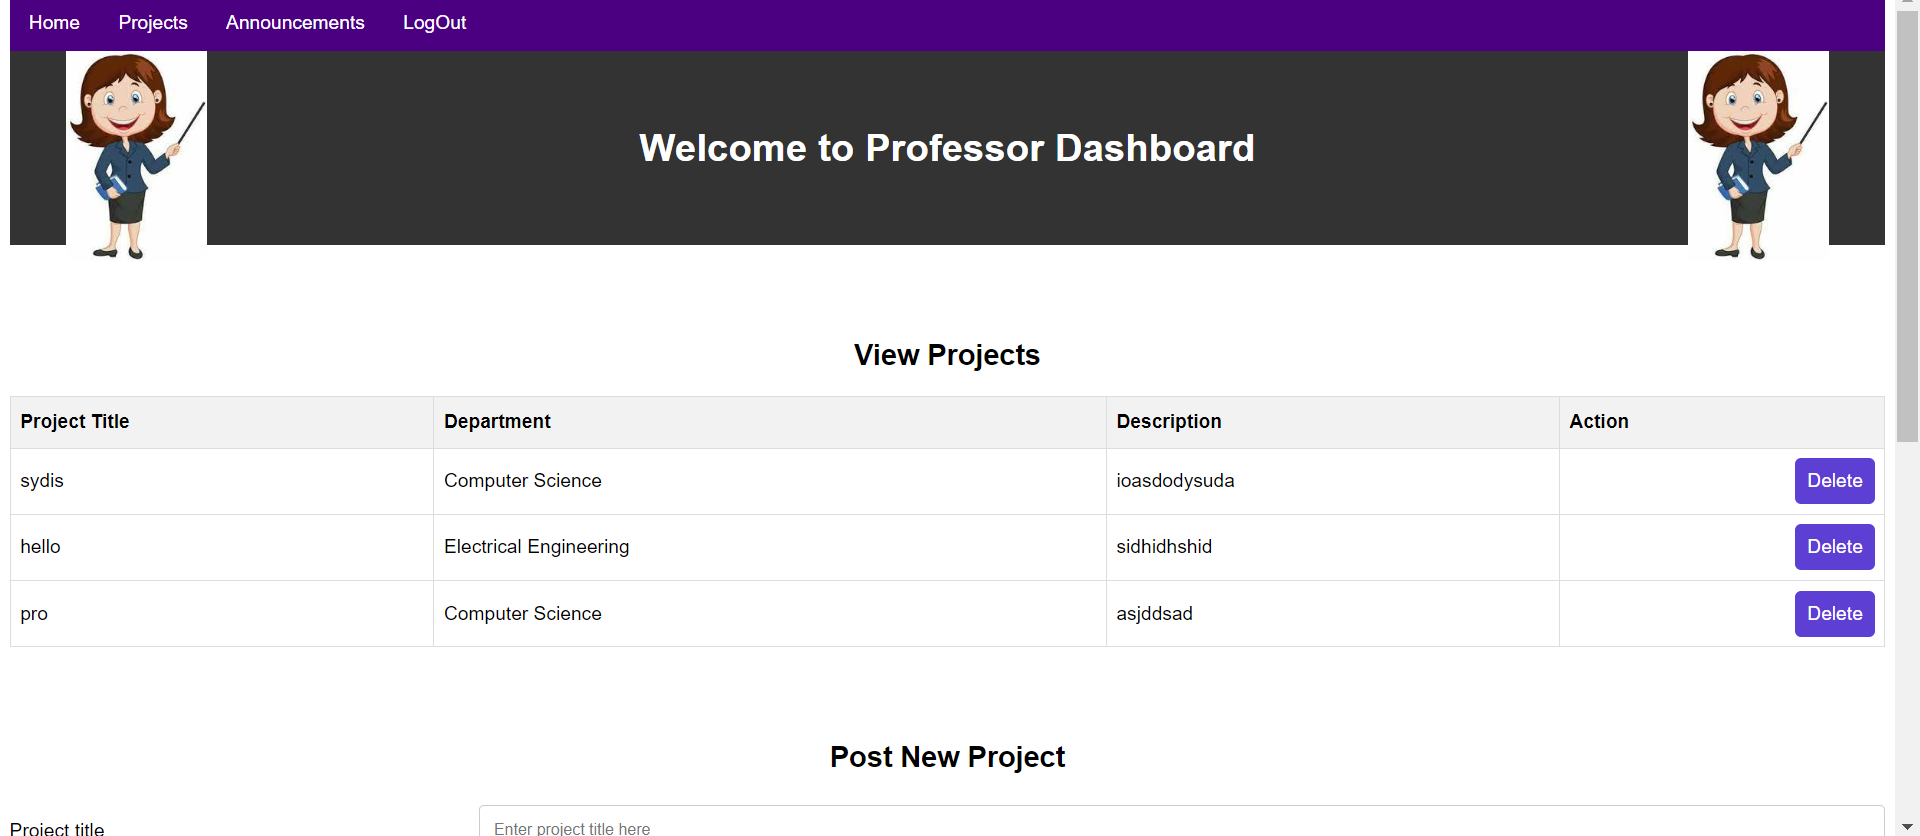 Home Projects Announcements LogOut
Welcome to Professor Dashboard
View Projects
Project Title Department Description Action
sydis Computer Science ioasdodysuda Delete
hello Electrical Engineering sidhidhshid Delete
pro Computer Science asjddsad Delete
Post New Project
Project title Enter project title here